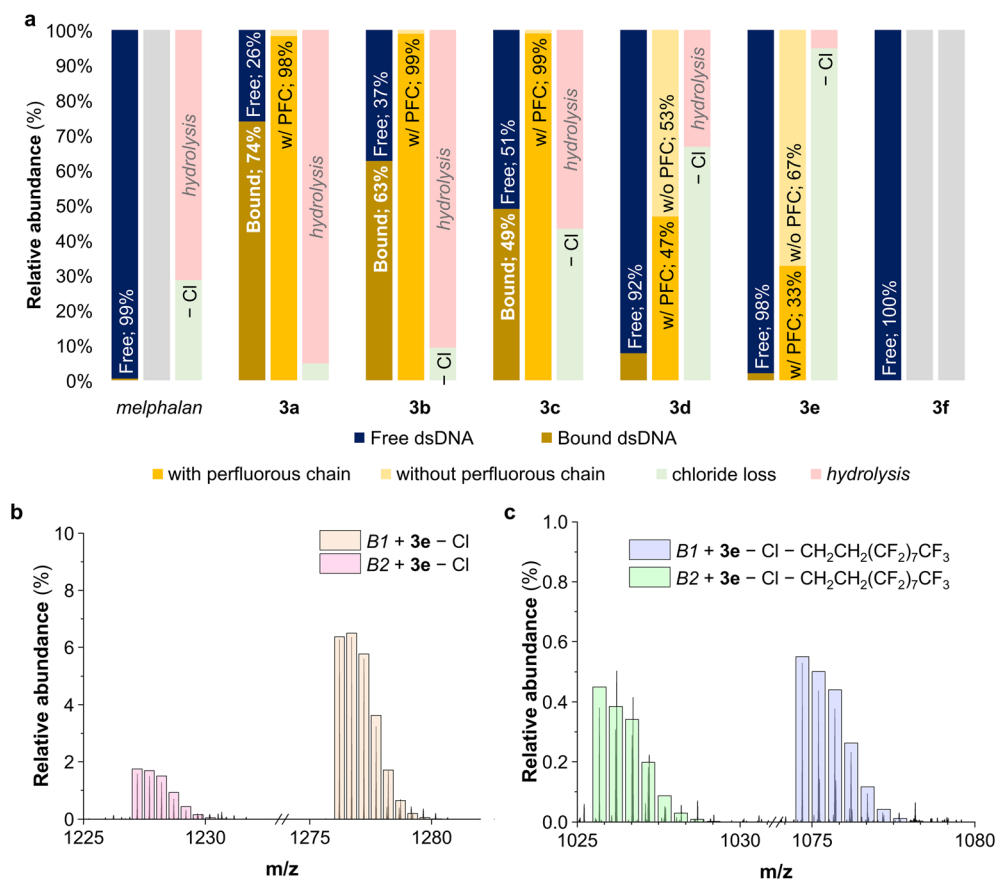 a
Relative abundance (%)
100%
90%
80%
70%
60%
50%
40%
30%
20%
10%
0%
Free; 99%
– Cl
hydrolysis
Free; 26%
Bound; 74%
w/ PFC; 98%
hydrolysis
Free; 37%
Bound; 63%
w/ PFC; 99%
hydrolysis
– Cl
Free; 51%
Bound; 49%
w/ PFC; 99%
hydrolysis
– Cl
Free; 92%
w/o PFC; 53%
w/ PFC; 47%
hydrolysis
– Cl
Free; 98%
w/o PFC; 67%
w/ PFC; 33%
– Cl
Free; 100%
melphalan 3a 3b 3c 3d 3e 3f
Free dsDNA Bound dsDNA
with perfluorous chain without perfluorous chain chloride loss hydrolysis
b
Relative abundance (%)
10
8
6
4
2
0
B1 + 3e – Cl
B2 + 3e – Cl
1225 1230 1275 1280
m/z
c
Relative abundance (%)
1.0
0.8
0.6
0.4
0.2
0.0
B1 + 3e – Cl – CH₂CH₂(CF₂)₇CF₃
B2 + 3e – Cl – CH₂CH₂(CF₂)₇CF₃
1025 1030 1075 1080
m/z